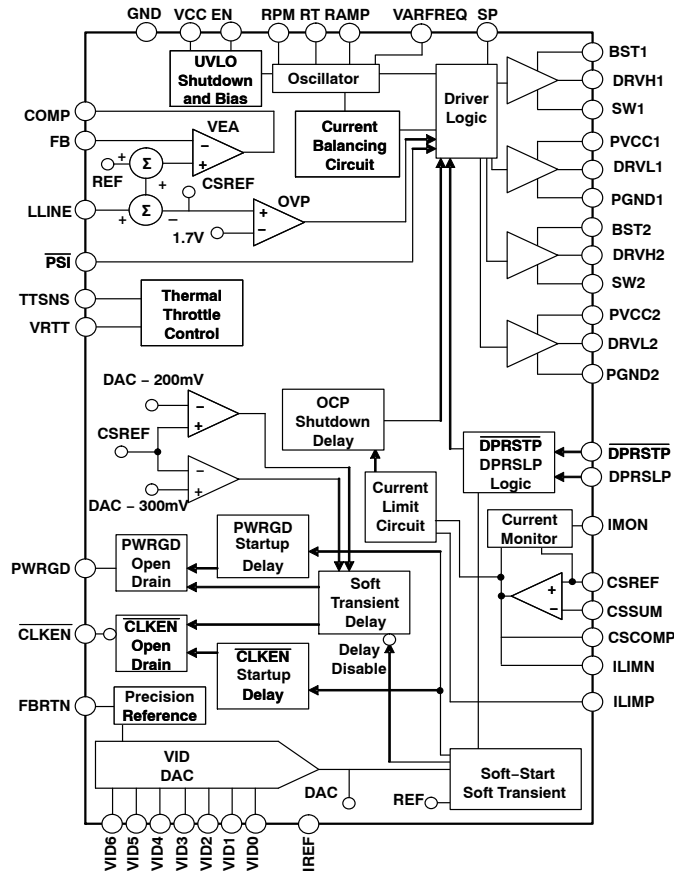 GND VCC EN RPM RT RAMP VARFREQ SP
UVLO
Shutdown
and Bias
Oscillator
Driver
Logic
BST1
DRVH1
SW1
COMP
VEA
Current
Balancing
Circuit
FB
−
+
+
Σ
REF
+
CSREF
OVP
PVCC1
DRVL1
PGND1
LLINE
+
Σ
−
+
−
1.7V
BST2
DRVH2
SW2
PSI
TTSNS
Thermal
Throttle
Control
VRTT
PVCC2
DRVL2
PGND2
DAC − 200mV
−
+
CSREF
−
+
DAC − 300mV
OCP
Shutdown
Delay
DPRSTP
DPRSLP
Logic
DPRSTP
DPRSLP
Current
Limit
Circuit
Current
Monitor
IMON
PWRGD
PWRGD
Open
Drain
PWRGD
Startup
Delay
Soft
Transient
Delay
+
−
CSREF
CSSUM
CSCOMP
ILIMN
CLKEN
CLKEN
Open
Drain
CLKEN
Startup
Delay
Delay
Disable
ILIMP
FBRTN
Precision
Reference
VID
DAC
DAC
REF
Soft−Start
Soft Transient
VID6
VID5
VID4
VID3
VID2
VID1
VID0
IREF